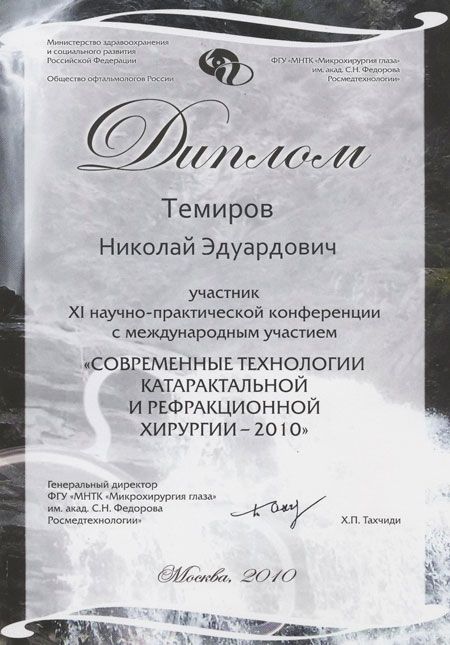 Министерство здравоохранения
и социального развития
Российской Федерации
Общество офтальмологов России
ФГУ «МНТК «Микрохирургия глаза»
им. акад. С.Н. Федорова
Росмедтехнологии»
Диплом
Темиров
Николай Эдуардович
участник
XI научно-практической конференции
с международным участием
«СОВРЕМЕННЫЕ ТЕХНОЛОГИИ
КАТАРАКТАЛЬНОЙ
И РЕФРАКЦИОННОЙ
ХИРУРГИИ – 2010»
Генеральный директор
ФГУ «МНТК «Микрохирургия глаза»
им. акад. С.Н. Федорова
Росмедтехнологии»
Х.П. Тахчиди
Москва, 2010